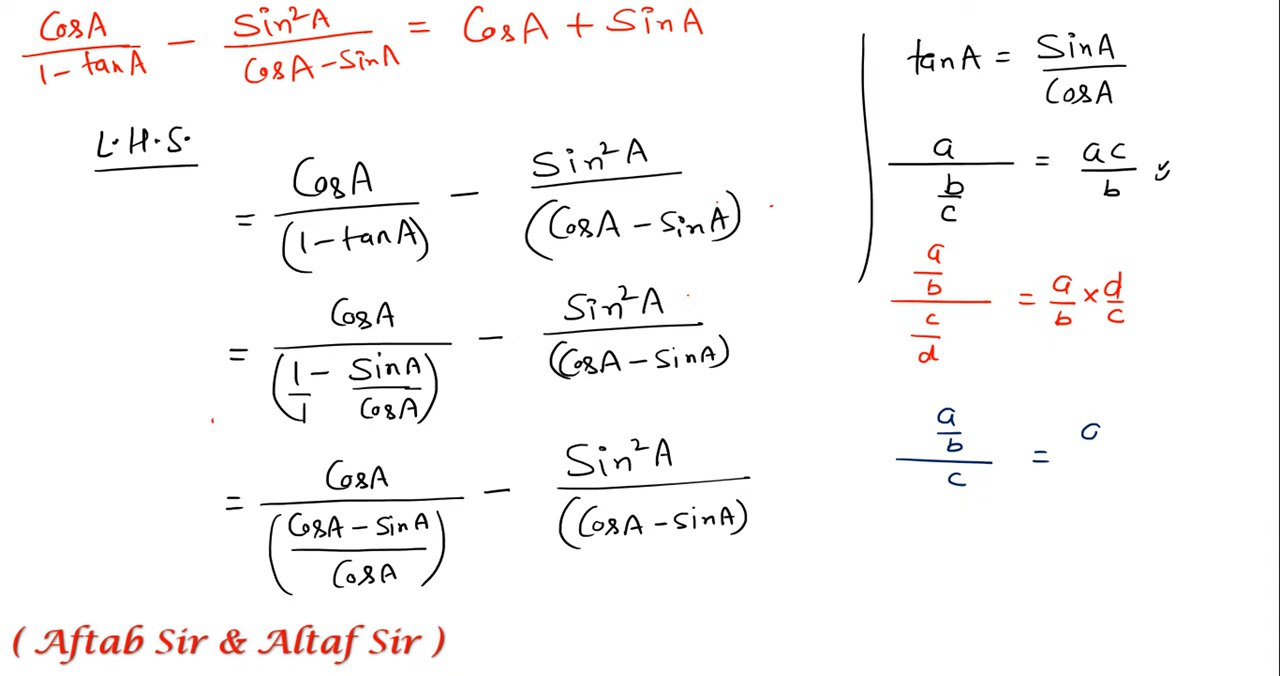 CosA/(1 - tanA) - Sin²A/(CosA - SinA) = CosA + SinA
L.H.S.
= CosA/(1 - tanA) - Sin²A/(CosA - SinA)
= CosA/(1/1 - SinA/CosA) - Sin²A/(CosA - SinA)
= CosA/((CosA - SinA)/CosA) - Sin²A/(CosA - SinA)
tanA = SinA/CosA
a/(b/c) = ac/b
(a/b)/(c/d) = a/b × d/c
(a/b)/c = a
( Aftab Sir & Altaf Sir )